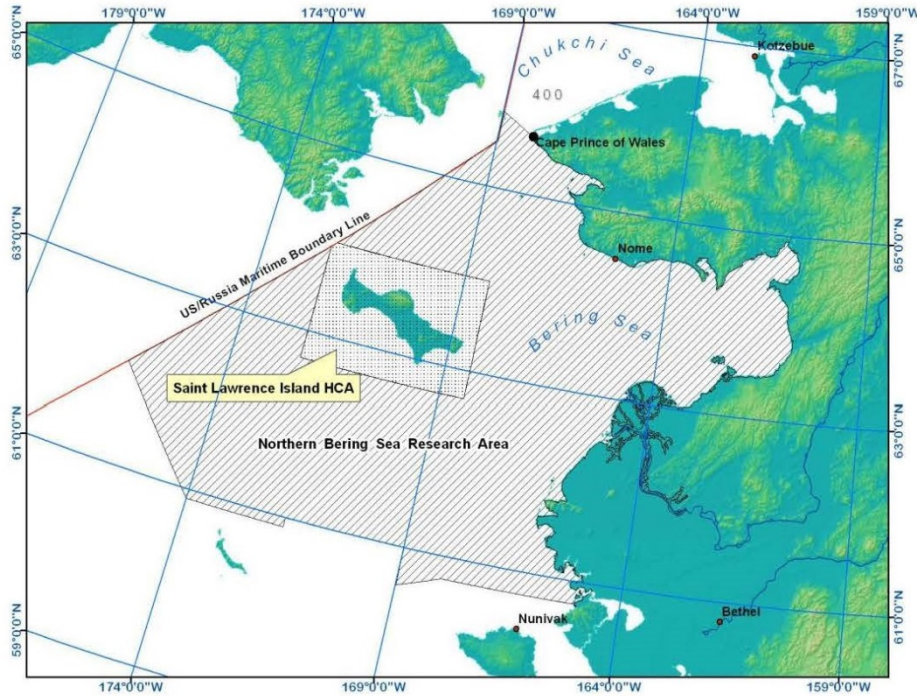 179°0'0"W
174°0'0"W
169°0'0"W
164°0'0"W
159°0'0"W
65°0'0"N
67°0'0"N
Kotzebue
Chukchi Sea
400
Cape Prince of Wales
63°0'0"N
65°0'0"N
US/Russia Maritime Boundary Line
Nome
Bering Sea
Saint Lawrence Island HCA
61°0'0"N
63°0'0"N
Northern Bering Sea Research Area
59°0'0"N
61°0'0"N
Nunivak
Bethel
174°0'0"W
169°0'0"W
164°0'0"W
159°0'0"W